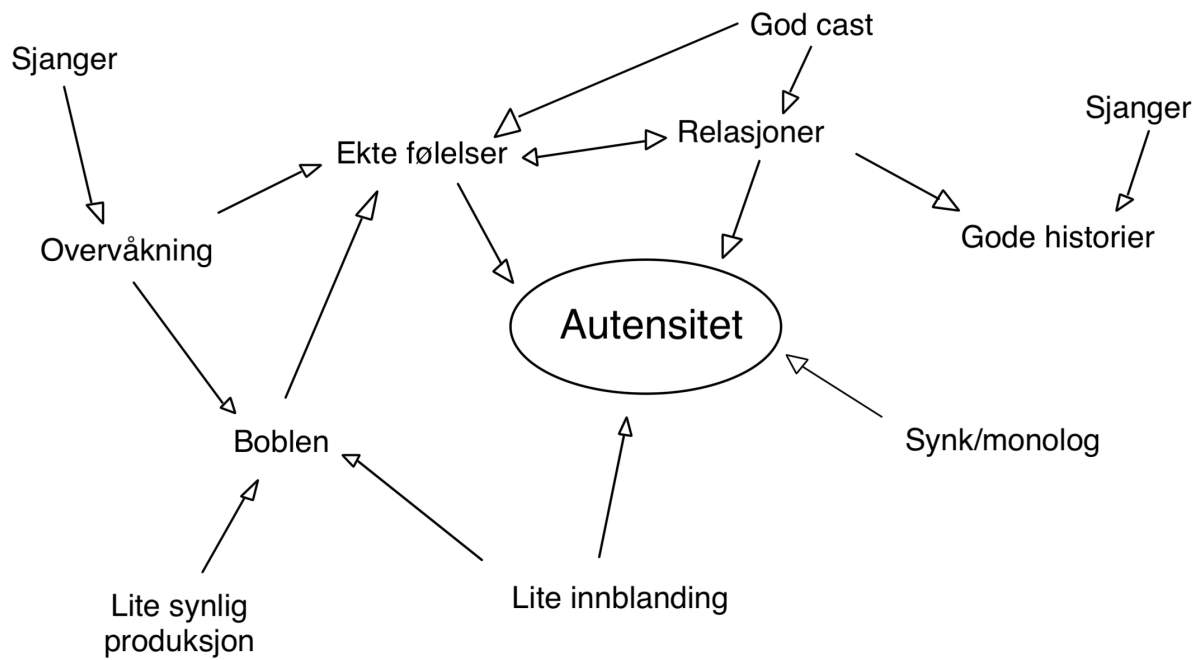 God cast
Sjanger
Sjanger
Relasjoner
Ekte følelser
Overvåkning
Gode historier
Autensitet
Boblen
Synk/monolog
Lite synlig
produksjon
Lite innblanding